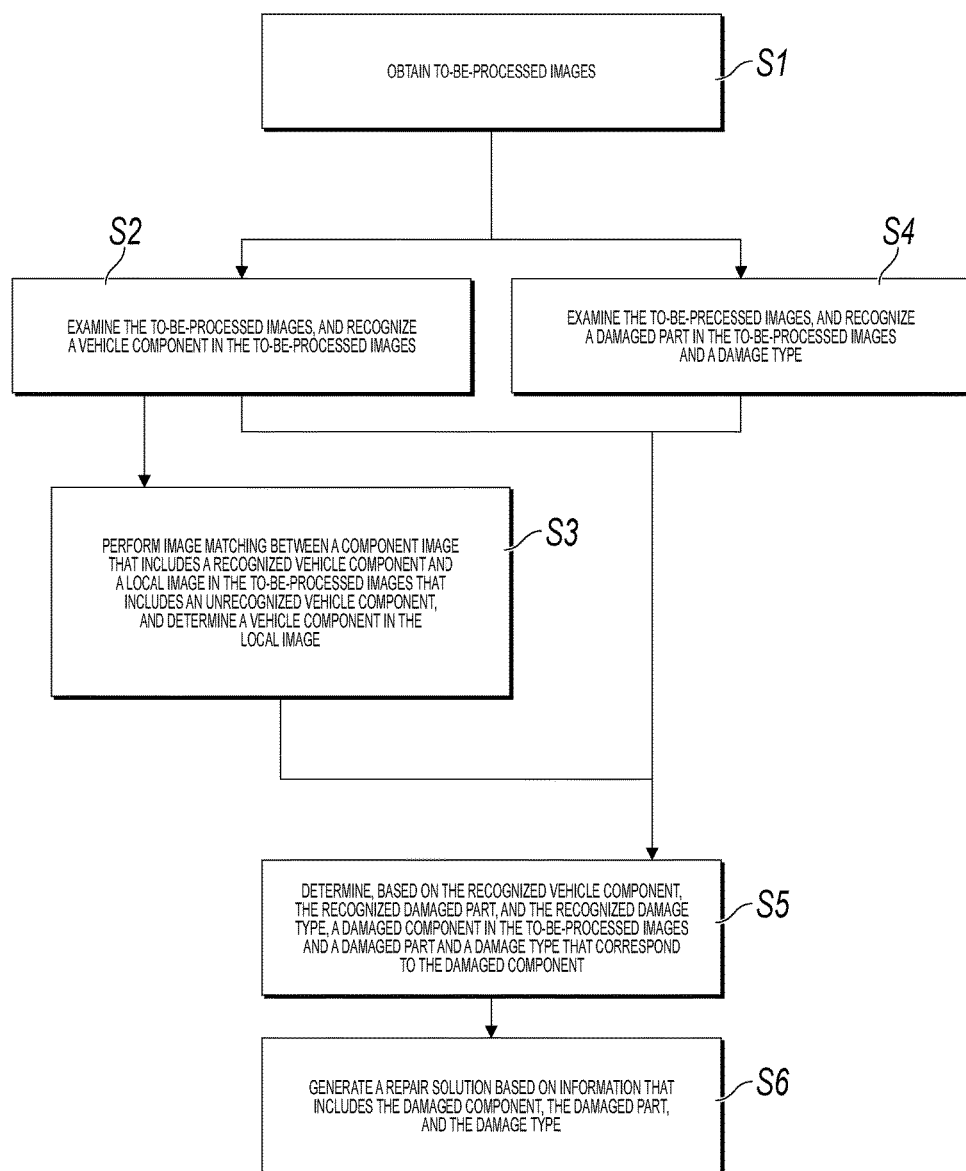 OBTAIN TO-BE-PROCESSED IMAGES
S1
S2
EXAMINE THE TO-BE-PROCESSED IMAGES, AND RECOGNIZE
A VEHICLE COMPONENT IN THE TO-BE-PROCESSED IMAGES
S4
EXAMINE THE TO-BE-PRECESSED IMAGES, AND RECOGNIZE
A DAMAGED PART IN THE TO-BE-PROCESSED IMAGES
AND A DAMAGE TYPE
PERFORM IMAGE MATCHING BETWEEN A COMPONENT IMAGE
THAT INCLUDES A RECOGNIZED VEHICLE COMPONENT AND
A LOCAL IMAGE IN THE TO-BE-PROCESSED IMAGES THAT
INCLUDES AN UNRECOGNIZED VEHICLE COMPONENT,
AND DETERMINE A VEHICLE COMPONENT IN THE
LOCAL IMAGE
S3
DETERMINE, BASED ON THE RECOGNIZED VEHICLE COMPONENT,
THE RECOGNIZED DAMAGED PART, AND THE RECOGNIZED DAMAGE
TYPE, A DAMAGED COMPONENT IN THE TO-BE-PROCESSED IMAGES
AND A DAMAGED PART AND A DAMAGE TYPE THAT CORRESPOND
TO THE DAMAGED COMPONENT
S5
GENERATE A REPAIR SOLUTION BASED ON INFORMATION THAT
INCLUDES THE DAMAGED COMPONENT, THE DAMAGED PART,
AND THE DAMAGE TYPE
S6